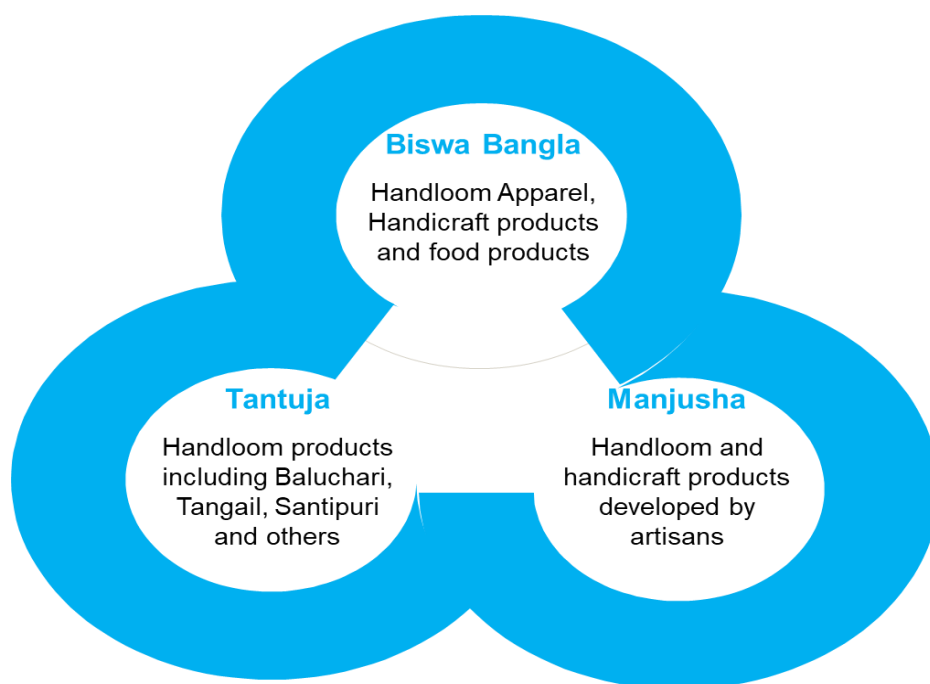 Biswa Bangla
Handloom Apparel,
Handicraft products
and food products
Tantuja
Handloom products
including Baluchari,
Tangail, Santipuri
and others
Manjusha
Handloom and
handicraft products
developed by
artisans